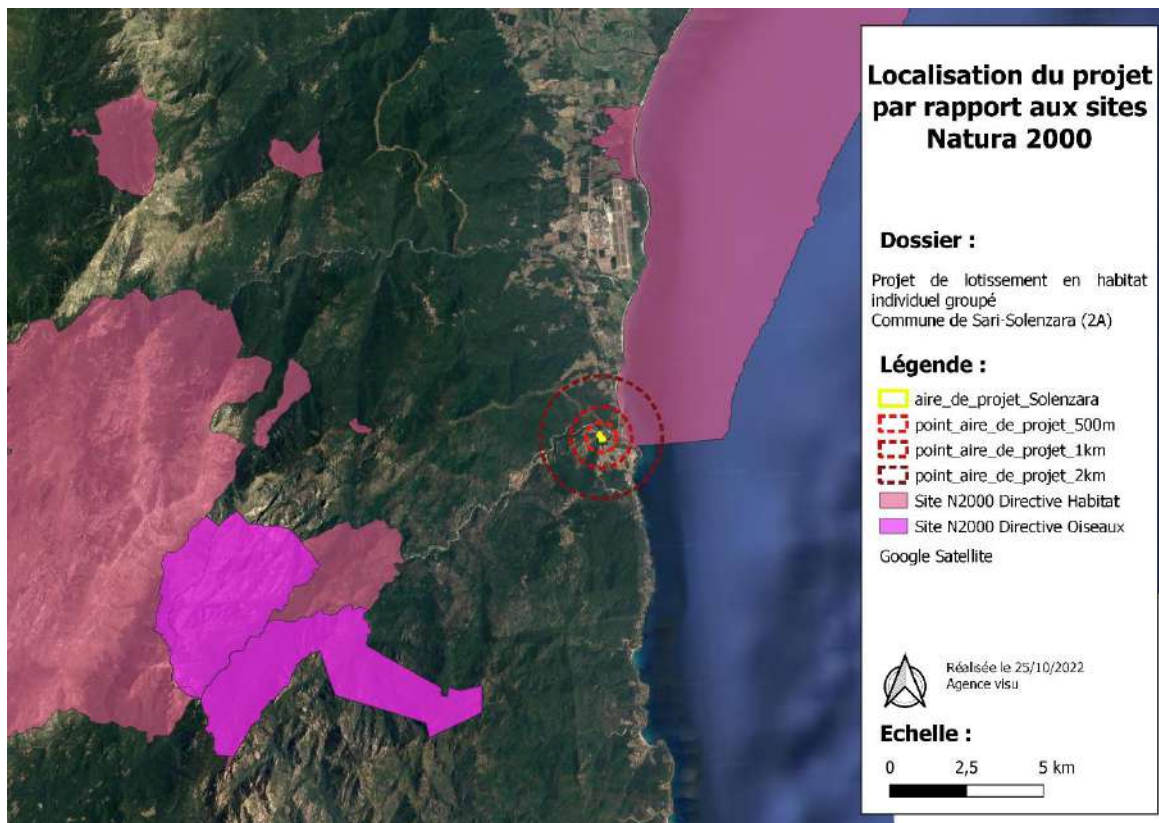 Localisation du projet
par rapport aux sites
Natura 2000
Dossier :
Projet de lotissement en habitat
individuel groupé
Commune de Sari-Solenzara (2A)
Légende :
aire_de_projet_Solenzara
point_aire_de_projet_500m
point_aire_de_projet_1km
point_aire_de_projet_2km
Site N2000 Directive Habitat
Site N2000 Directive Oiseaux
Google Satellite
Réalisée le 25/10/2022
Agence visu
Echelle :
0 2,5 5 km